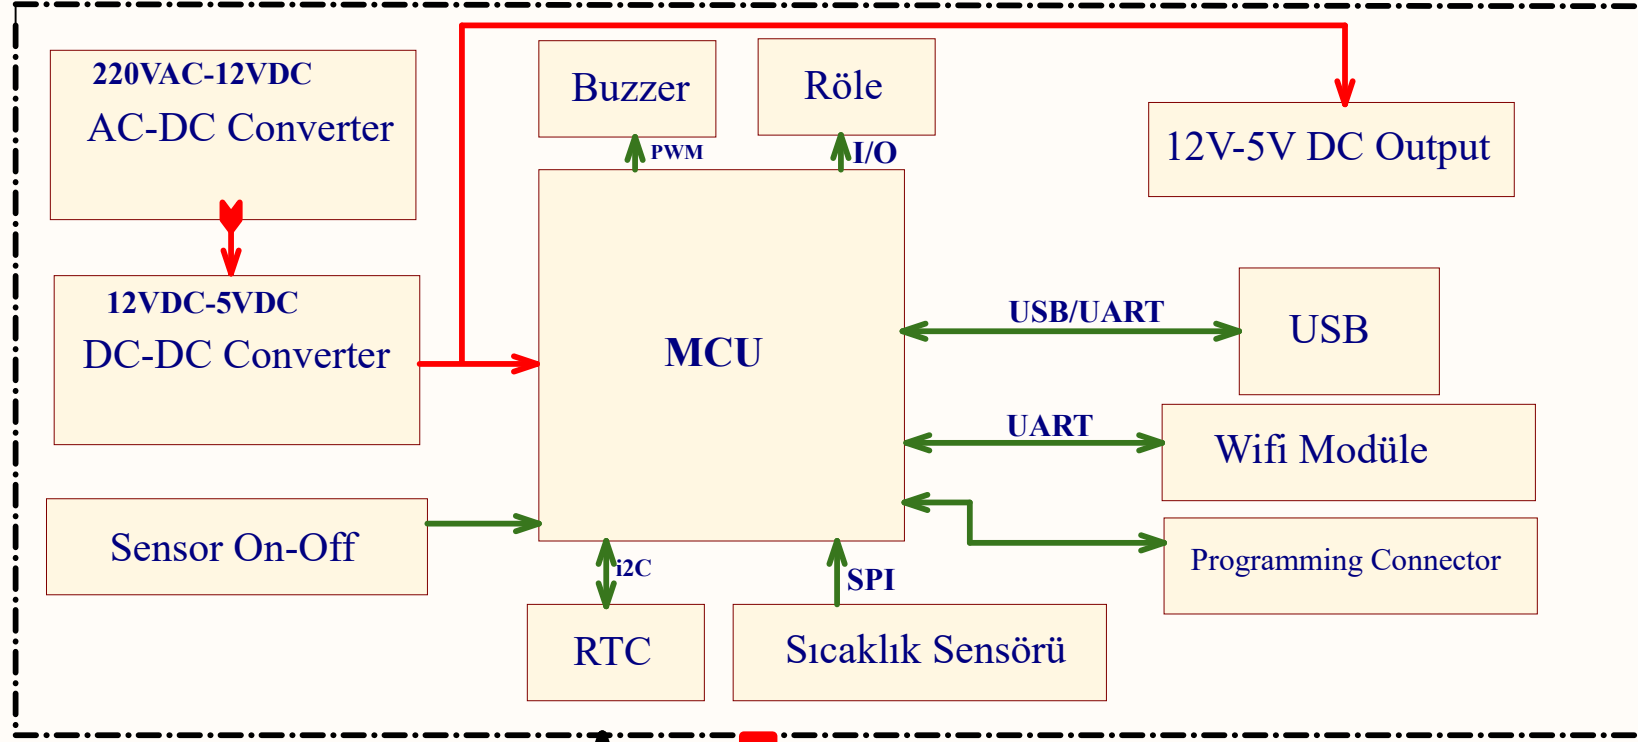 220VAC-12VDC
AC-DC Converter
Buzzer
Röle
PWM
I/O
12V-5V DC Output
12VDC-5VDC
DC-DC Converter
MCU
USB/UART
USB
UART
Wifi Modüle
Sensor On-Off
Programming Connector
i2C
SPI
RTC
Sıcaklık Sensörü